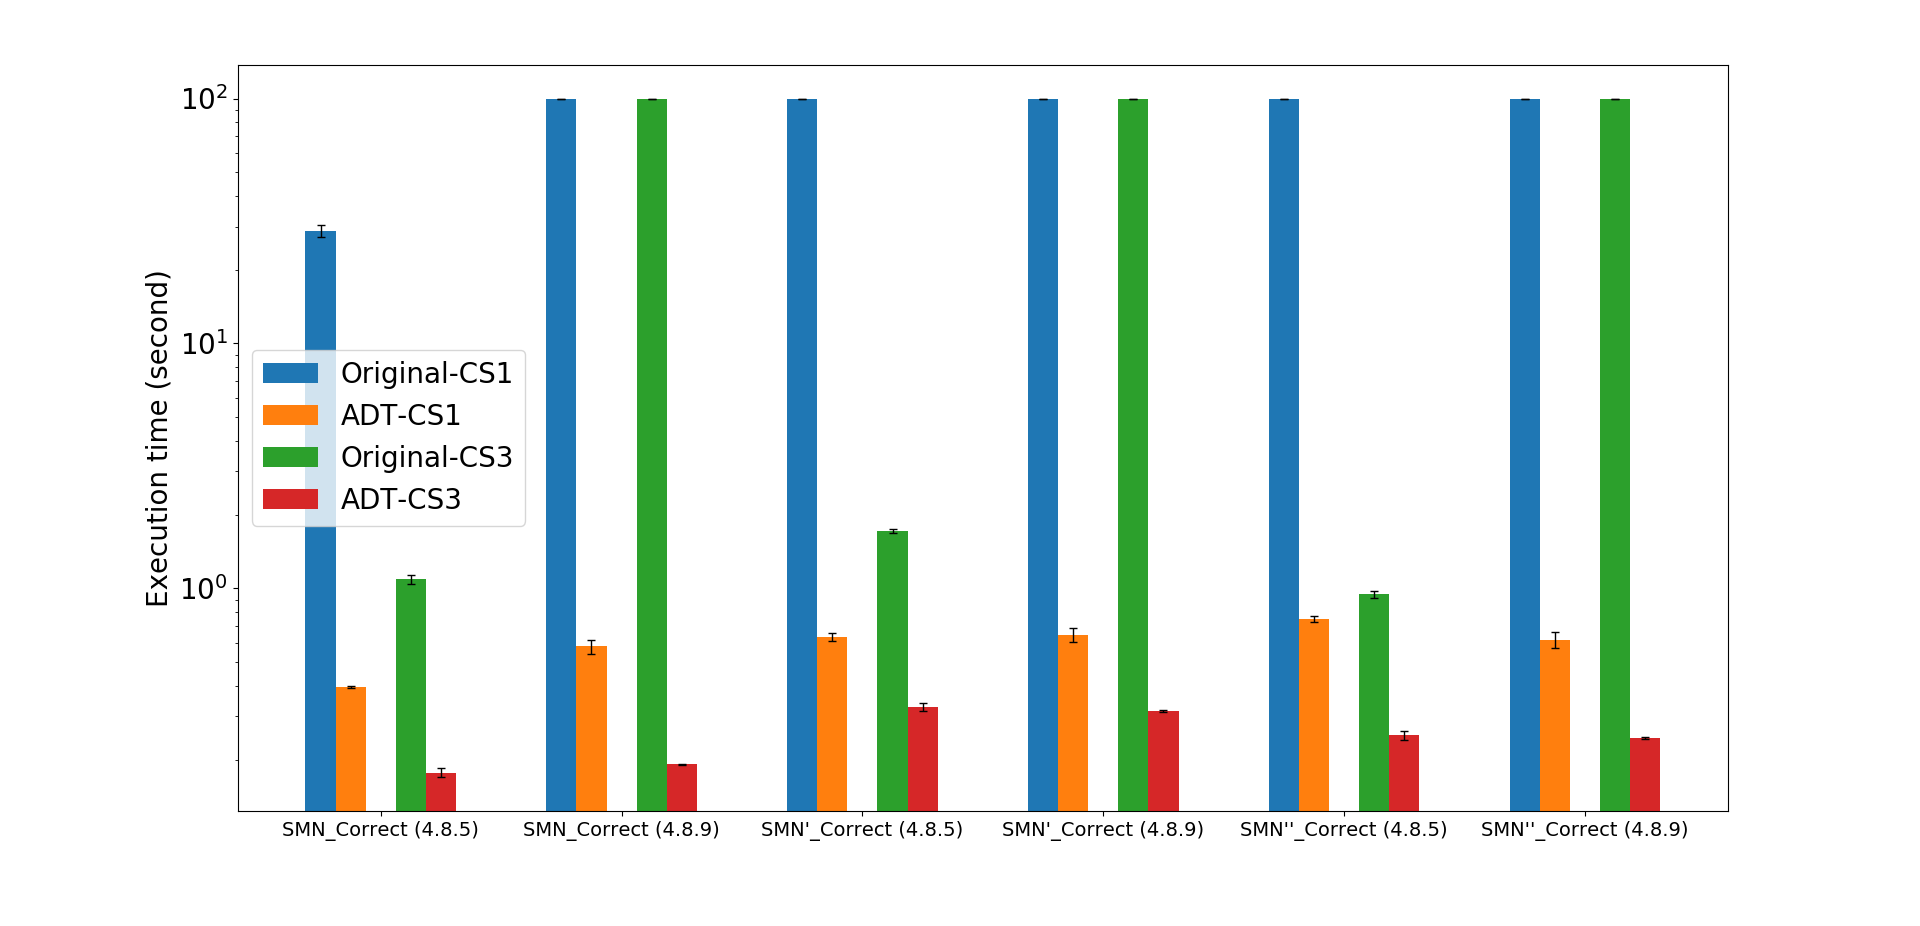 Execution time (second)
10²
10¹
10⁰
Original-CS1
ADT-CS1
Original-CS3
ADT-CS3
SMN_Correct (4.8.5)
SMN_Correct (4.8.9)
SMN'_Correct (4.8.5)
SMN'_Correct (4.8.9)
SMN''_Correct (4.8.5)
SMN''_Correct (4.8.9)